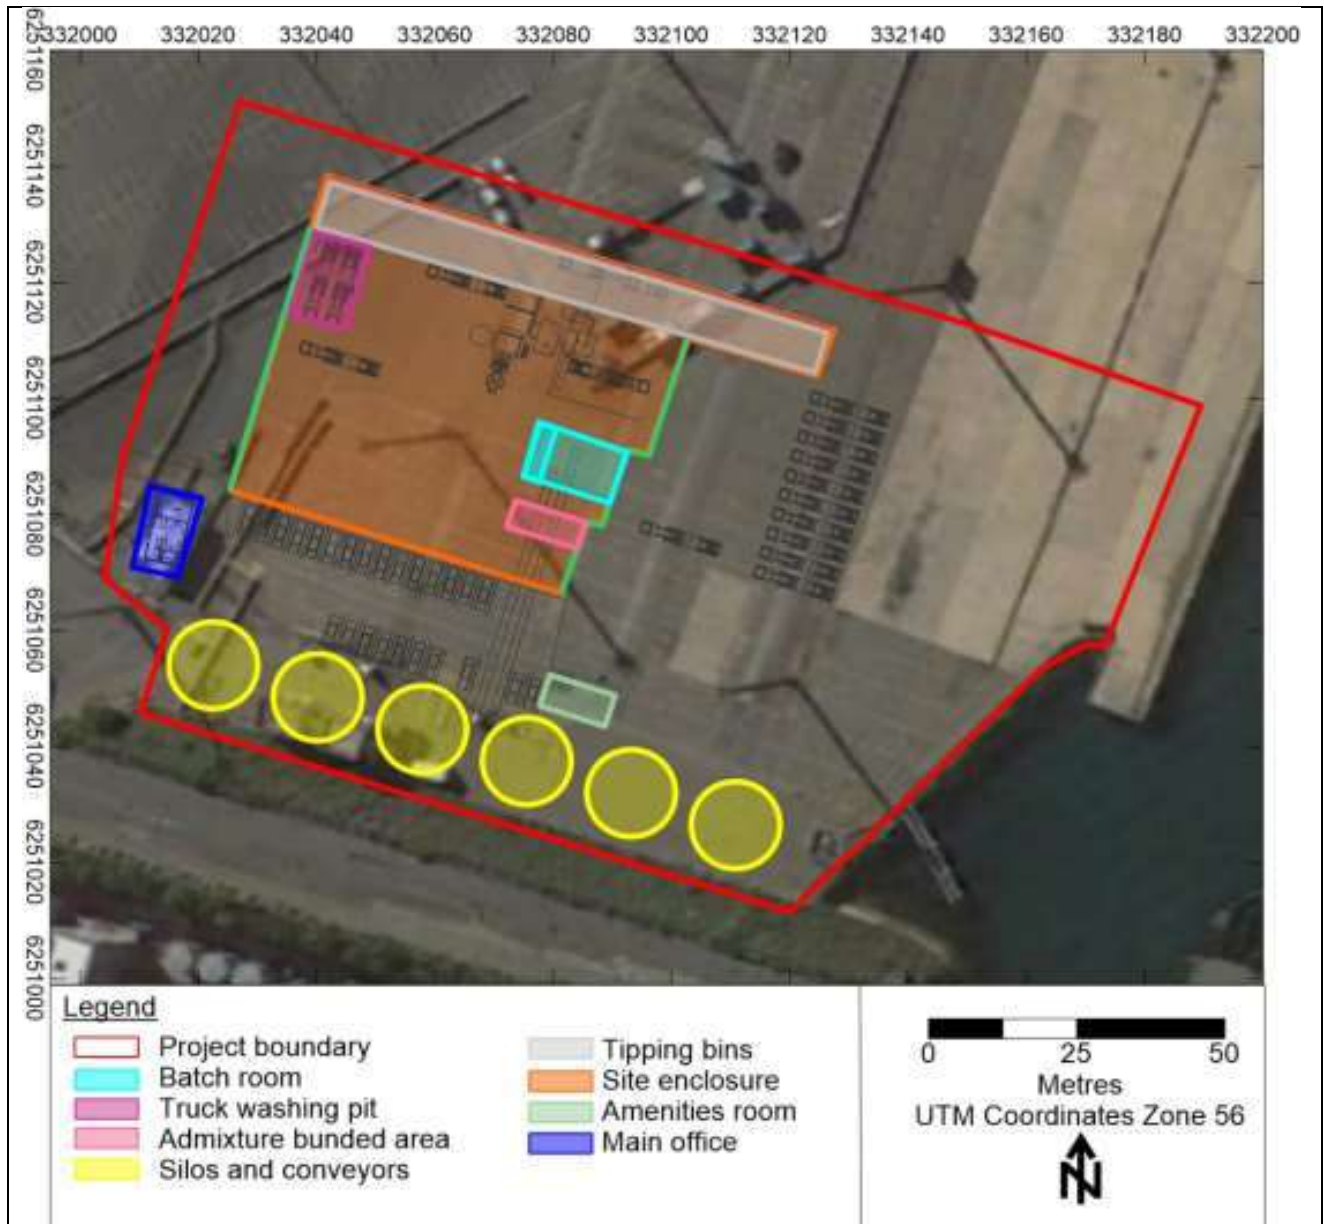 332000 332020 332040 332060 332080 332100 332120 332140 332160 332180 332200
6251160
6251140
6251120
6251100
6251080
6251060
6251040
6251020
6251000
Legend
Project boundary
Batch room
Truck washing pit
Admixture bunded area
Silos and conveyors
Tipping bins
Site enclosure
Amenities room
Main office
0 25 50
Metres
UTM Coordinates Zone 56
N